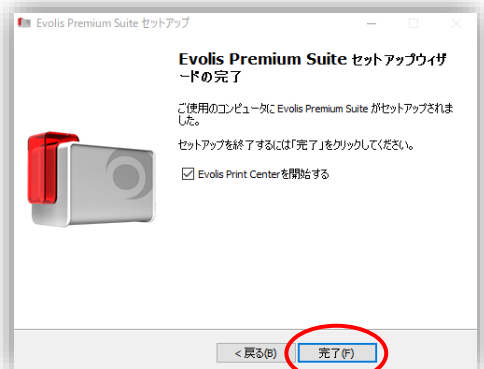 Evolis Premium Suite セットアップ
Evolis Premium Suite セットアップウィザ
ードの完了
ご使用のコンピュータに Evolis Premium Suite がセットアップされま
した。
セットアップを終了するには「完了」をクリックしてください。
Evolis Print Centerを開始する
< 戻る(B)
完了(F)